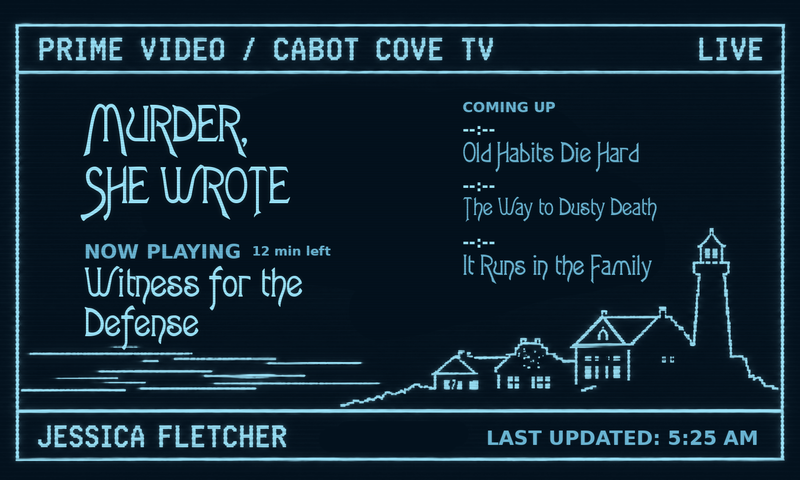 PRIME VIDEO / CABOT COVE TV
LIVE
MURDER,
SHE WROTE
NOW PLAYING 12 min left
Witness for the
Defense
COMING UP
--:--
Old Habits Die Hard
--:--
The Way to Dusty Death
--:--
It Runs in the Family
JESSICA FLETCHER
LAST UPDATED: 5:25 AM